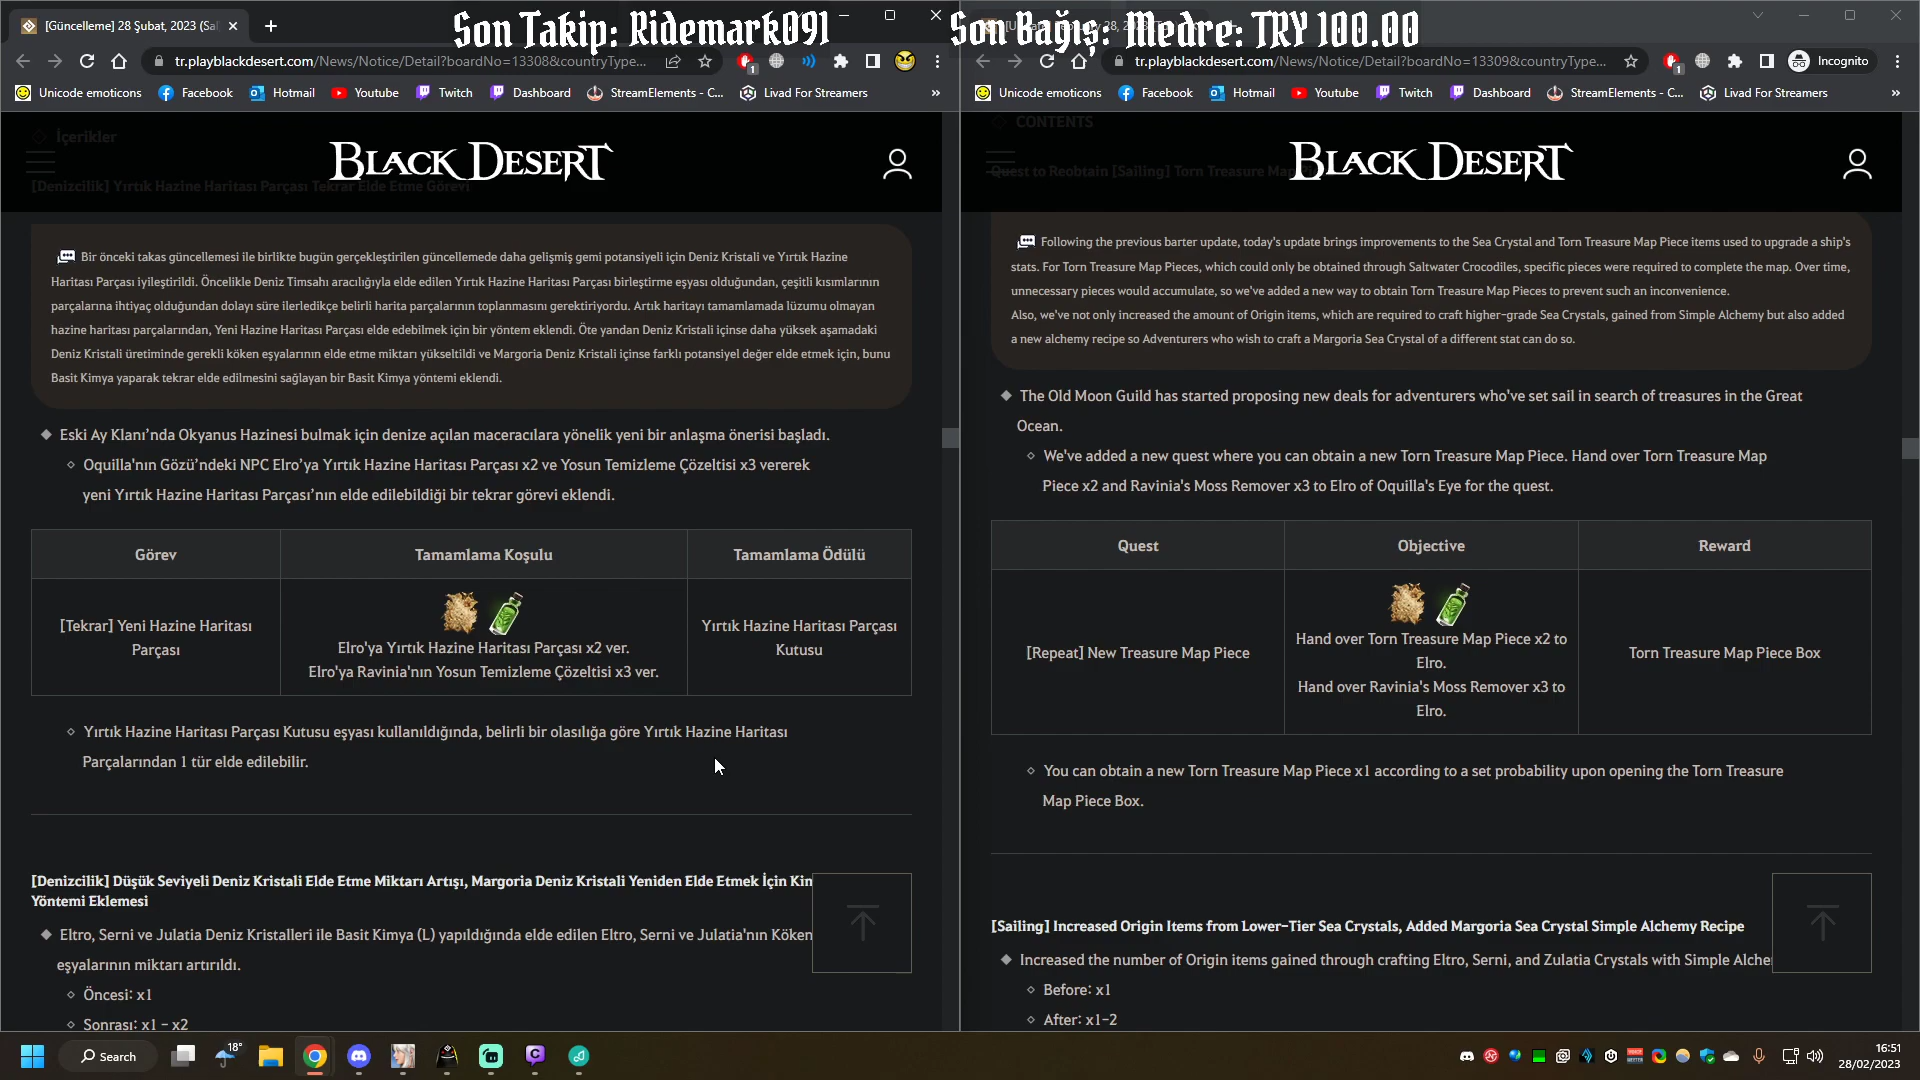 [Güncelleme] 28 Şubat, 2023 (Sal
Son Takip: Ridemark091
Son Bağış: Medre: TRY 100.00
tr.playblackdesert.com/News/Notice/Detail?boardNo=13308&countryType...
tr.playblackdesert.com/News/Notice/Detail?boardNo=13309&countryType...
Incognito
Unicode emoticons
Facebook
Hotmail
Youtube
Twitch
Dashboard
StreamElements - C...
Livad For Streamers
»
Unicode emoticons
Facebook
Hotmail
Youtube
Twitch
Dashboard
StreamElements - C...
Livad For Streamers
»
İçerikler
BLACK DESERT
[Denizcilik] Yırtık Hazine Haritası Parçası Tekrar Elde Etme Görevi
Bir önceki takas güncellemesi ile birlikte bugün gerçekleştirilen güncellemede daha gelişmiş gemi potansiyeli için Deniz Kristali ve Yırtık Hazine
Haritası Parçası iyileştirildi. Öncelikle Deniz Timsahı aracılığıyla elde edilen Yırtık Hazine Haritası Parçası birleştirme eşyası olduğundan, çeşitli kısımlarının
parçalarına ihtiyaç olduğundan dolayı süre ilerledikçe belirli harita parçalarının toplanmasını gerektiriyordu. Artık haritayı tamamlamada lüzumu olmayan
hazine haritası parçalarından, Yeni Hazine Haritası Parçası elde edebilmek için bir yöntem eklendi. Öte yandan Deniz Kristali içinse daha yüksek aşamadaki
Deniz Kristali üretiminde gerekli köken eşyalarının elde etme miktarı yükseltildi ve Margoria Deniz Kristali içinse farklı potansiyel değer elde etmek için, bunu
Basit Kimya yaparak tekrar elde edilmesini sağlayan bir Basit Kimya yöntemi eklendi.
Eski Ay Klanı’nda Okyanus Hazinesi bulmak için denize açılan maceracılara yönelik yeni bir anlaşma önerisi başladı.
Oquilla'nın Gözü’ndeki NPC Elro’ya Yırtık Hazine Haritası Parçası x2 ve Yosun Temizleme Çözeltisi x3 vererek
yeni Yırtık Hazine Haritası Parçası’nın elde edilebildiği bir tekrar görevi eklendi.
Görev
Tamamlama Koşulu
Tamamlama Ödülü
[Tekrar] Yeni Hazine Haritası
Parçası
Elro'ya Yırtık Hazine Haritası Parçası x2 ver.
Elro'ya Ravinia'nın Yosun Temizleme Çözeltisi x3 ver.
Yırtık Hazine Haritası Parçası
Kutusu
Yırtık Hazine Haritası Parçası Kutusu eşyası kullanıldığında, belirli bir olasılığa göre Yırtık Hazine Haritası
Parçalarından 1 tür elde edilebilir.
[Denizcilik] Düşük Seviyeli Deniz Kristali Elde Etme Miktarı Artışı, Margoria Deniz Kristali Yeniden Elde Etmek İçin Kin
Yöntemi Eklemesi
Eltro, Serni ve Julatia Deniz Kristalleri ile Basit Kimya (L) yapıldığında elde edilen Eltro, Serni ve Julatia'nın Köken
eşyalarının miktarı artırıldı.
Öncesi: x1
Sonrası: x1 - x2
CONTENTS
BLACK DESERT
Quest to Reobtain [Sailing] Torn Treasure Map
Following the previous barter update, today's update brings improvements to the Sea Crystal and Torn Treasure Map Piece items used to upgrade a ship's
stats. For Torn Treasure Map Pieces, which could only be obtained through Saltwater Crocodiles, specific pieces were required to complete the map. Over time,
unnecessary pieces would accumulate, so we've added a new way to obtain Torn Treasure Map Pieces to prevent such an inconvenience.
Also, we've not only increased the amount of Origin items, which are required to craft higher-grade Sea Crystals, gained from Simple Alchemy but also added
a new alchemy recipe so Adventurers who wish to craft a Margoria Sea Crystal of a different stat can do so.
The Old Moon Guild has started proposing new deals for adventurers who've set sail in search of treasures in the Great
Ocean.
We've added a new quest where you can obtain a new Torn Treasure Map Piece. Hand over Torn Treasure Map
Piece x2 and Ravinia's Moss Remover x3 to Elro of Oquilla's Eye for the quest.
Quest
Objective
Reward
[Repeat] New Treasure Map Piece
Hand over Torn Treasure Map Piece x2 to
Elro.
Hand over Ravinia's Moss Remover x3 to
Elro.
Torn Treasure Map Piece Box
You can obtain a new Torn Treasure Map Piece x1 according to a set probability upon opening the Torn Treasure
Map Piece Box.
[Sailing] Increased Origin Items from Lower-Tier Sea Crystals, Added Margoria Sea Crystal Simple Alchemy Recipe
Increased the number of Origin items gained through crafting Eltro, Serni, and Zulatia Crystals with Simple Alche
Before: x1
After: x1-2
Search
18°
16:51
28/02/2023